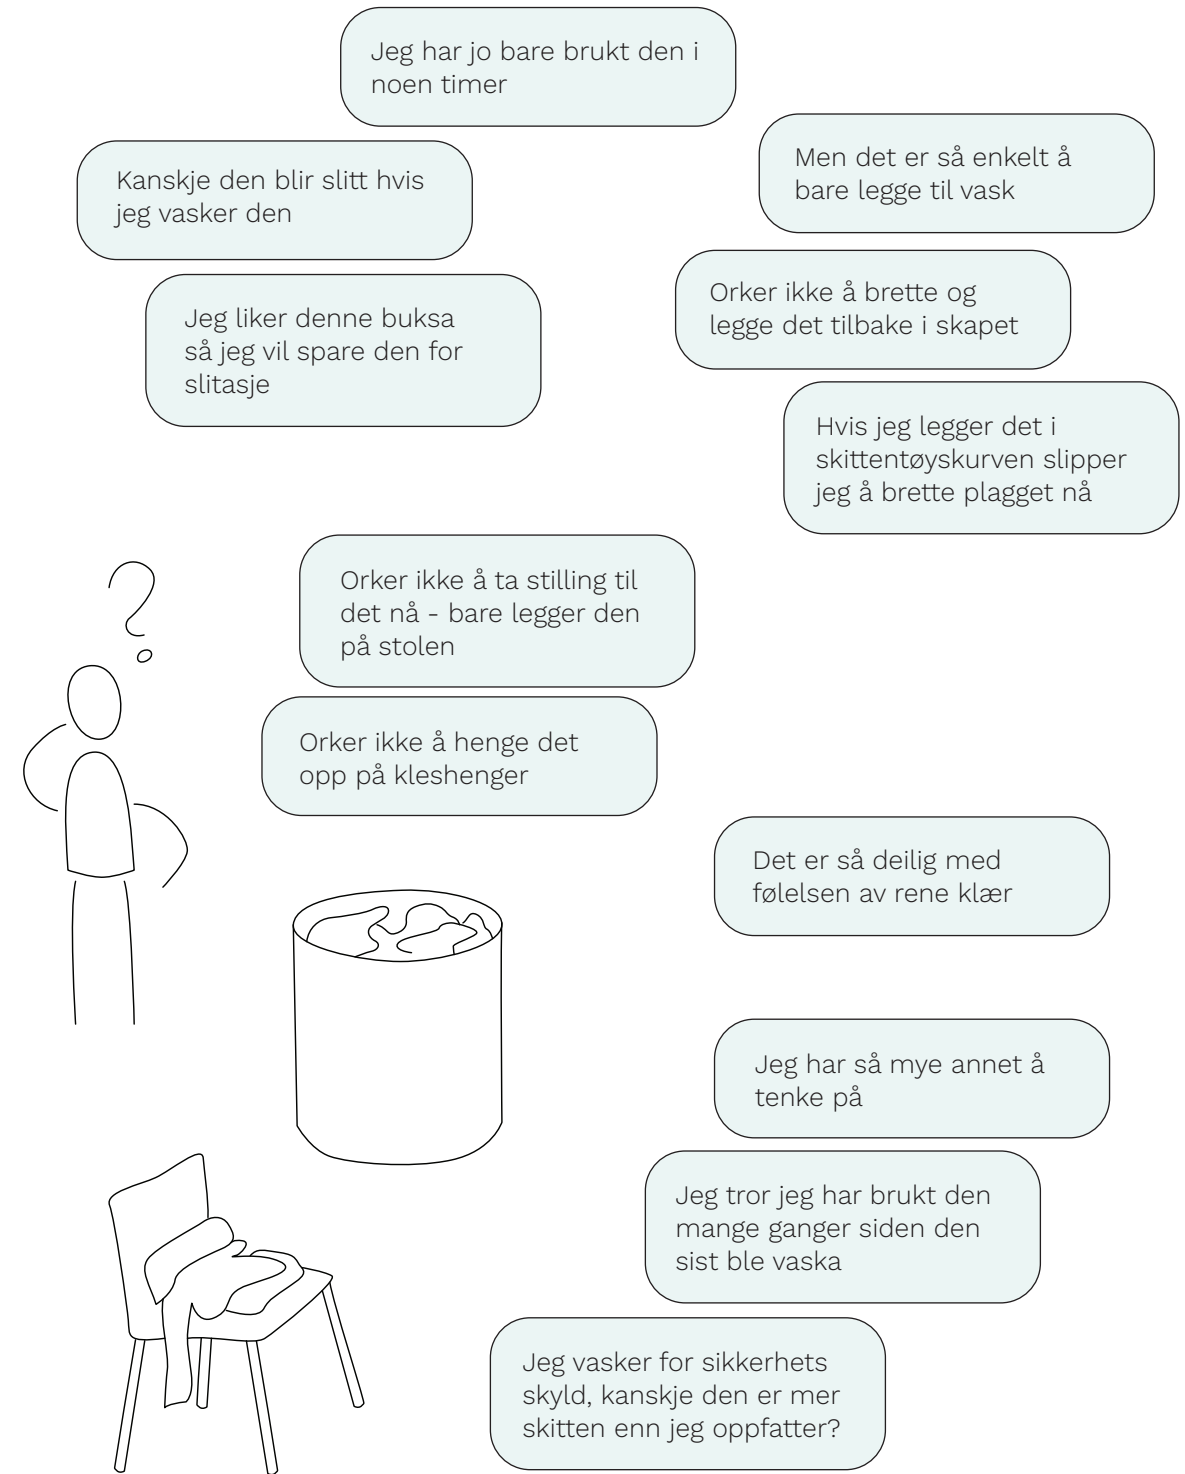 Jeg har jo bare brukt den i
noen timer
Men det er så enkelt å
bare legge til vask
Kanskje den blir slitt hvis
jeg vasker den
Orker ikke å brette og
legge det tilbake i skapet
Jeg liker denne buksa
så jeg vil spare den for
slitasje
Hvis jeg legger det i
skittentøyskurven slipper
jeg å brette plagget nå
?
Orker ikke å ta stilling til
det nå - bare legger den
på stolen
Orker ikke å henge det
opp på kleshenger
Det er så deilig med
følelsen av rene klær
Jeg har så mye annet å
tenke på
Jeg tror jeg har brukt den
mange ganger siden den
sist ble vaska
Jeg vasker for sikkerhets
skyld, kanskje den er mer
skitten enn jeg oppfatter?